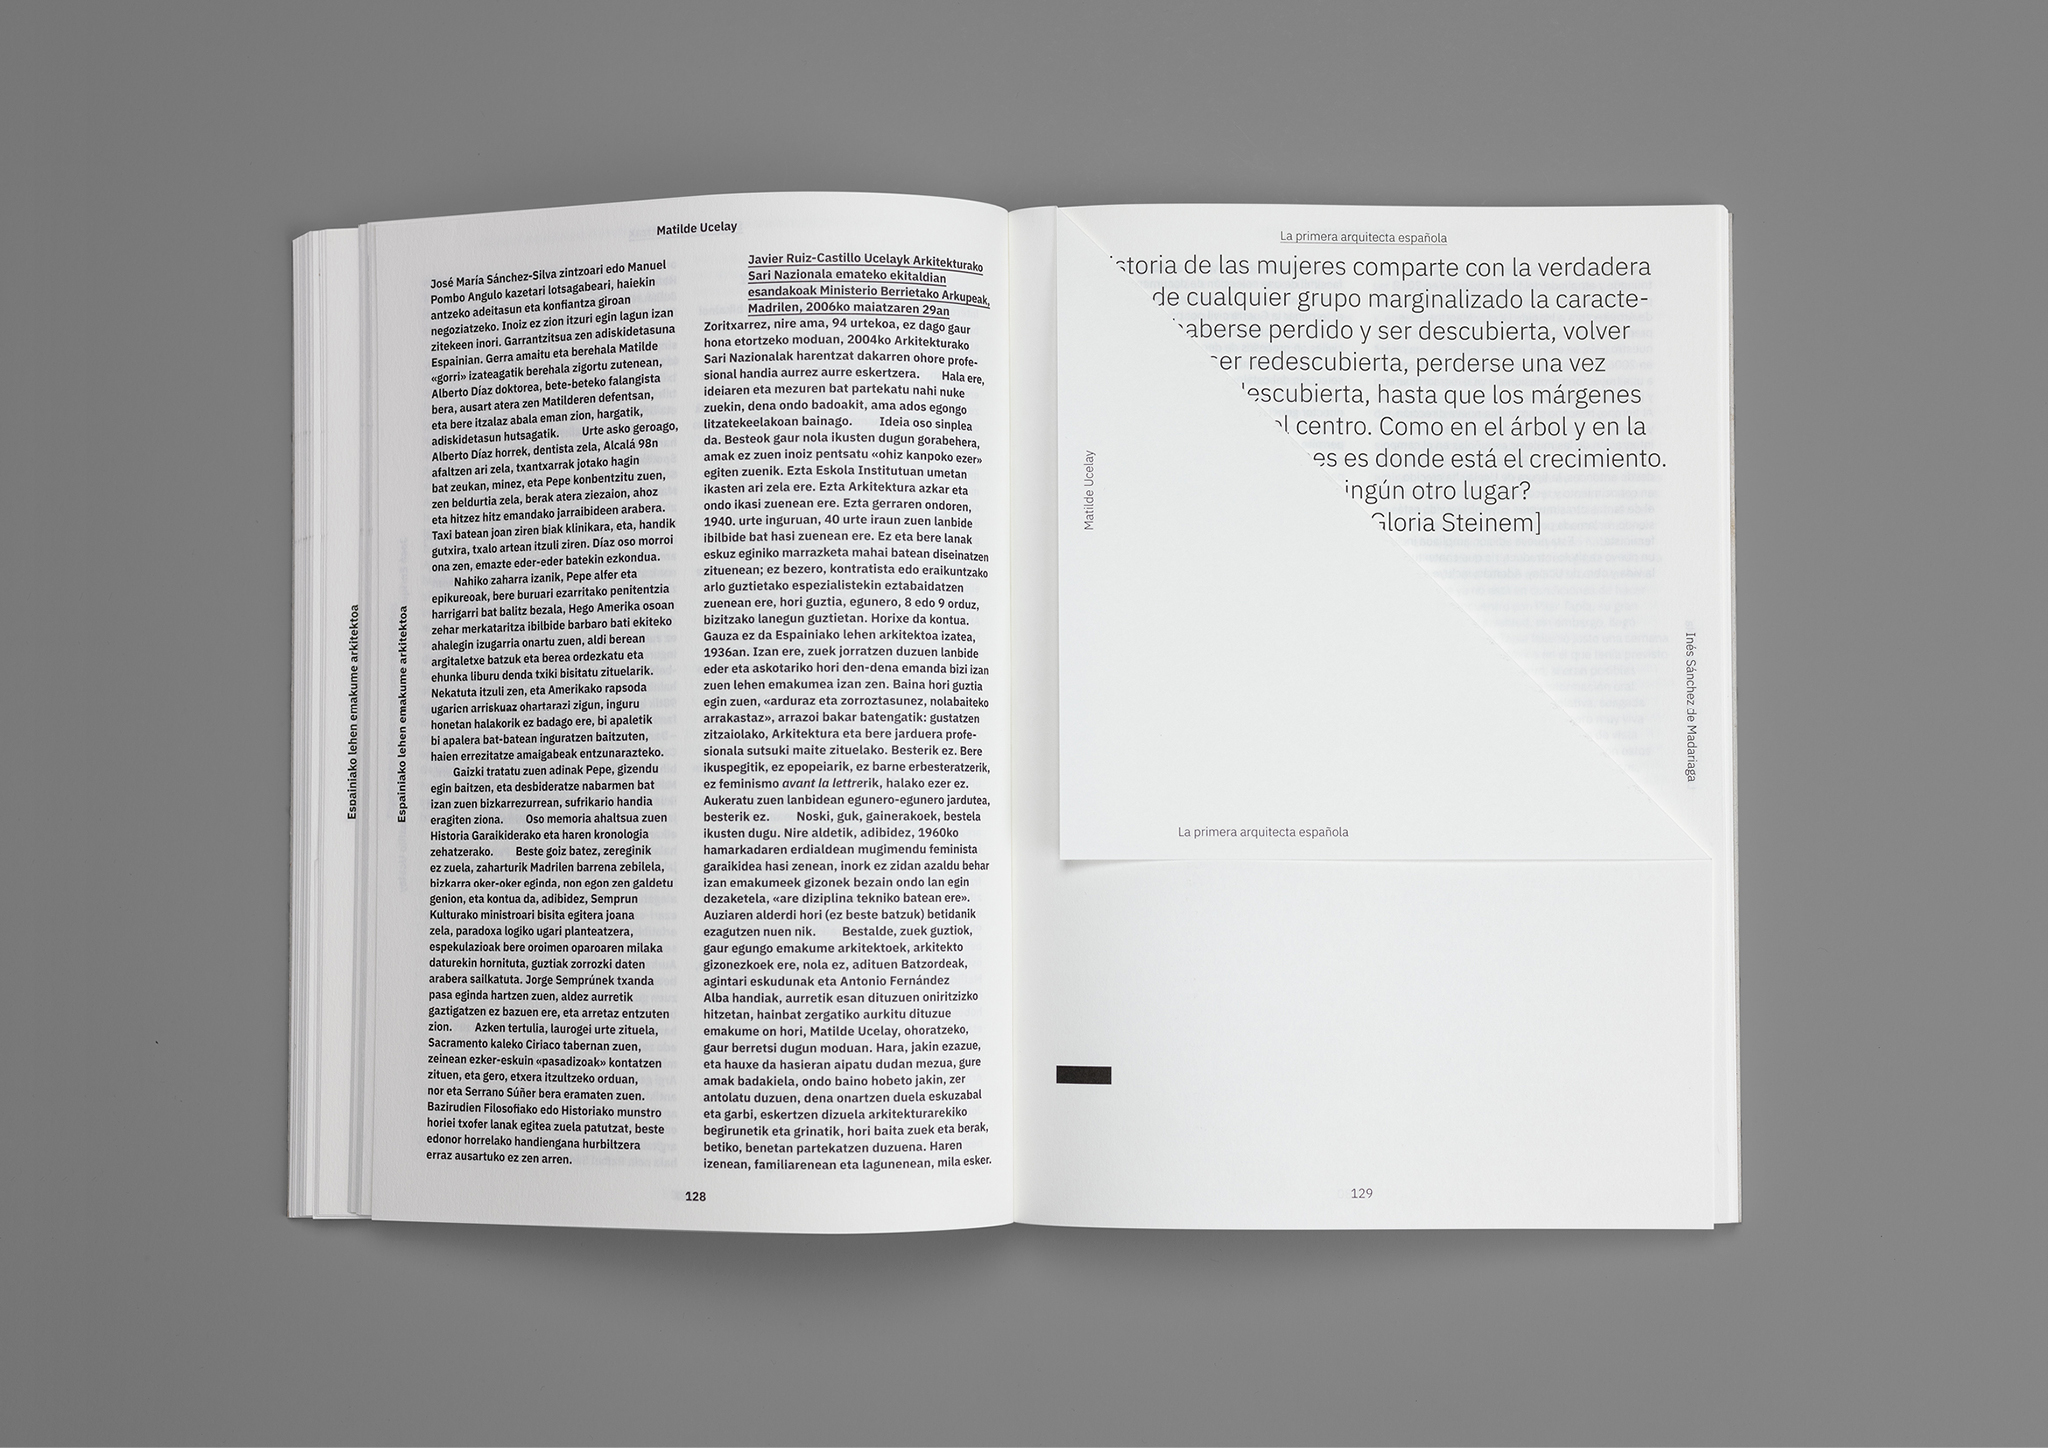 Matilde Ucelay
José María Sánchez-Silva zintzoari edo Manuel
Pombo Angulo kazetari lotsagabeari, haiekin
antzeko adeitasun eta konfiantza giroan
negoziatzeko. Inoiz ez zion itzuri egin lagun izan
zitekeen inori. Garrantzitsua zen adiskidetasuna
Espainian. Gerra amaitu eta berehala Matilde
«gorri» izateagatik berehala zigortu zutenean,
Alberto Díaz doktorea, bete-beteko falangista
bera, ausart atera zen Matilderen defentsan,
eta bere itzalaz abala eman zion, hargatik,
adiskidetasun hutsagatik. Urte asko geroago,
Alberto Díaz horrek, dentista zela, Alcalá 98n
afaltzen ari zela, txantxarrak jotako hagin
bat zeukan, minez, eta Pepe konbentzitu zuen,
zen beldurtia zela, berak atera ziezaion, ahoz
eta hitzez hitz emandako jarraibideen arabera.
Taxi batean joan ziren biak klinikara, eta, handik
gutxira, txalo artean itzuli ziren. Díaz oso morroi
ona zen, emazte eder-eder batekin ezkondua.
Nahiko zaharra izanik, Pepe alfer eta
epikureoak, bere buruari ezarritako penitentzia
harrigarri bat balitz bezala, Hego Amerika osoan
zehar merkataritza ibilbide barbaro bati ekiteko
ahalegin izugarria onartu zuen, aldi berean
argitaletxe batzuk eta berea ordezkatu eta
ehunka liburu denda txiki bisitatu zituelarik.
Nekatuta itzuli zen, eta Amerikako rapsoda
ugarien arriskuaz ohartarazi zigun, inguru
honetan halakorik ez badago ere, bi apaletik
bi apalera bat-batean inguratzen baitzuten,
haien errezitatze amaigabeak entzunarazteko.
Gaizki tratatu zuen adinak Pepe, gizendu
egin baitzen, eta desbideratze nabarmen bat
izan zuen bizkarrezurrean, sufrikario handia
eragiten ziona. Oso memoria ahaltsua zuen
Historia Garaikiderako eta haren kronologia
zehatzerako. Beste goiz batez, zereginik
ez zuela, zaharturik Madrilen barrena zebilela,
bizkarra oker-oker eginda, non egon zen galdetu
genion, eta kontua da, adibidez, Semprun
Kulturako ministroari bisita egitera joana
zela, paradoxa logiko ugari planteatzera,
espekulazioak bere oroimen oparoaren milaka
daturekin hornituta, guztiak zorrozki daten
arabera sailkatuta. Jorge Semprúnek txanda
pasa eginda hartzen zuen, aldez aurretik
gaztigatzen ez bazuen ere, eta arretaz entzuten
zion. Azken tertulia, laurogei urte zituela,
Sacramento kaleko Ciriaco tabernan zuen,
zeinean ezker-eskuin «pasadizoak» kontatzen
zituen, eta gero, etxera itzultzeko orduan,
nor eta Serrano Súñer bera eramaten zuen.
Bazirudien Filosofiako edo Historiako munstro
horiei txofer lanak egitea zuela patutzat, beste
edonor horrelako handiengana hurbiltzera
erraz ausartuko ez zen arren.
Javier Ruiz-Castillo Ucelayk Arkitekturako
Sari Nazionala emateko ekitaldian
esandakoak Ministerio Berrietako Arkupeak,
Madrilen, 2006ko maiatzaren 29an
Zoritxarrez, nire ama, 94 urtekoa, ez dago gaur
hona etortzeko moduan, 2004ko Arkitekturako
Sari Nazionalak harentzat dakarren ohore profe-
sional handia aurrez aurre eskertzera. Hala ere,
ideiaren eta mezuren bat partekatu nahi nuke
zuekin, dena ondo badoakit, ama ados egongo
litzatekeelakoan bainago. Ideia oso sinplea
da. Besteok gaur nola ikusten dugun gorabehera,
amak ez zuen inoiz pentsatu «ohiz kanpoko ezer»
egiten zuenik. Ezta Eskola Institutuan umetan
ikasten ari zela ere. Ezta Arkitektura azkar eta
ondo ikasi zuenean ere. Ezta gerraren ondoren,
1940. urte inguruan, 40 urte iraun zuen lanbide
ibilbide bat hasi zuenean ere. Ez eta bere lanak
eskuz eginiko marrazketa mahai batean diseinatzen
zituenean; ez bezero, kontratista edo eraikuntzako
arlo guztietako espezialistekin eztabaidatzen
zuenean ere, hori guztia, egunero, 8 edo 9 orduz,
bizitzako lanegun guztietan. Horixe da kontua.
Gauza ez da Espainiako lehen arkitektoa izatea,
1936an. Izan ere, zuek jorratzen duzuen lanbide
eder eta askotariko hori den-dena emanda bizi izan
zuen lehen emakumea izan zen. Baina hori guztia
egin zuen, «arduraz eta zorroztasunez, nolabaiteko
arrakastaz», arrazoi bakar batengatik: gustatzen
zitzaiolako, Arkitektura eta bere jarduera profe-
sionala sutsuki maite zituelako. Besterik ez. Bere
ikuspegitik, ez epopeiarik, ez barne erbesteratzerik,
ez feminismo avant la lettrerik, halako ezer ez.
Aukeratu zuen lanbidean egunero-egunero jardutea,
besterik ez. Noski, guk, gainerakoek, bestela
ikusten dugu. Nire aldetik, adibidez, 1960ko
hamarkadaren erdialdean mugimendu feminista
garaikidea hasi zenean, inork ez zidan azaldu behar
izan emakumeek gizonek bezain ondo lan egin
dezaketela, «are diziplina tekniko batean ere».
Auziaren alderdi hori (ez beste batzuk) betidanik
ezagutzen nuen nik. Bestalde, zuek guztiok,
gaur egungo emakume arkitektoek, arkitekto
gizonezkoek ere, nola ez, adituen Batzordeak,
agintari eskudunak eta Antonio Fernández
Alba handiak, aurretik esan dituzuen oniritzizko
hitzetan, hainbat zergatiko aurkitu dituzue
emakume on hori, Matilde Ucelay, ohoratzeko,
gaur berretsi dugun moduan. Hara, jakin ezazue,
eta hauxe da hasieran aipatu dudan mezua, gure
amak badakiela, ondo baino hobeto jakin, zer
antolatu duzuen, dena onartzen duela eskuzabal
eta garbi, eskertzen dizuela arkitekturarekiko
begirunetik eta grinatik, hori baita zuek eta berak,
betiko, benetan partekatzen duzuena. Haren
izenean, familiarenean eta lagunenean, mila esker.
Espainiako lehen emakume arkitektoa
Espainiako lehen emakume arkitektoa
128
La primera arquitecta española
istoria de las mujeres comparte con la verdadera
de cualquier grupo marginalizado la caracte-
haberse perdido y ser descubierta, volver
ser redescubierta, perderse una vez
descubierta, hasta que los márgenes
el centro. Como en el árbol y en la
es es donde está el crecimiento.
ingún otro lugar?
Gloria Steinem]
Matilde Ucelay
Inés Sánchez de Madariaga
La primera arquitecta española
129